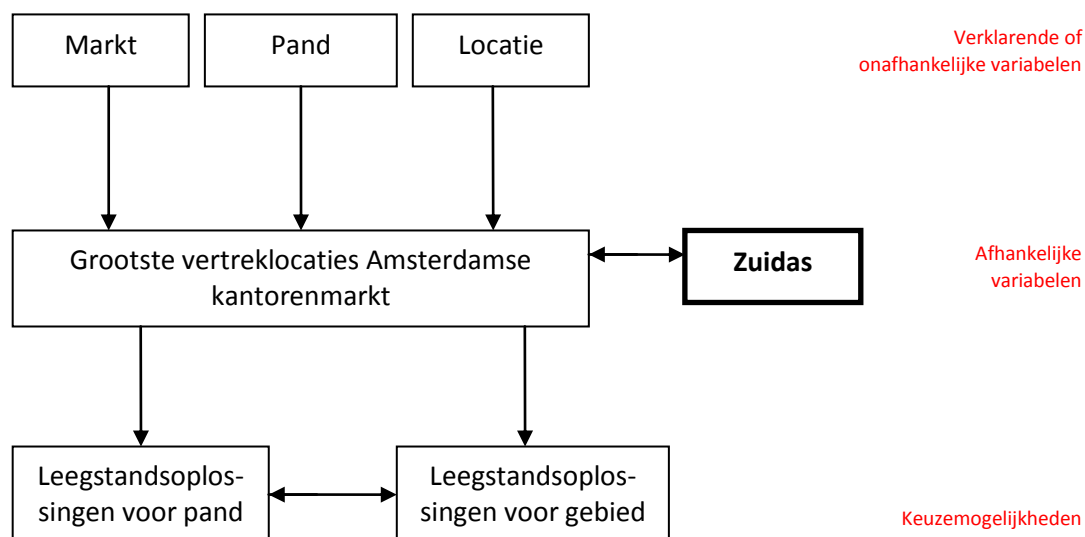 Markt
Pand
Locatie
Verklarende of
onafhankelijke variabelen
Grootste vertreklocaties Amsterdamse
kantorenmarkt
Zuidas
Afhankelijke
variabelen
Leegstandsoplos-
singen voor pand
Leegstandsoplos-
singen voor gebied
Keuzemogelijkheden